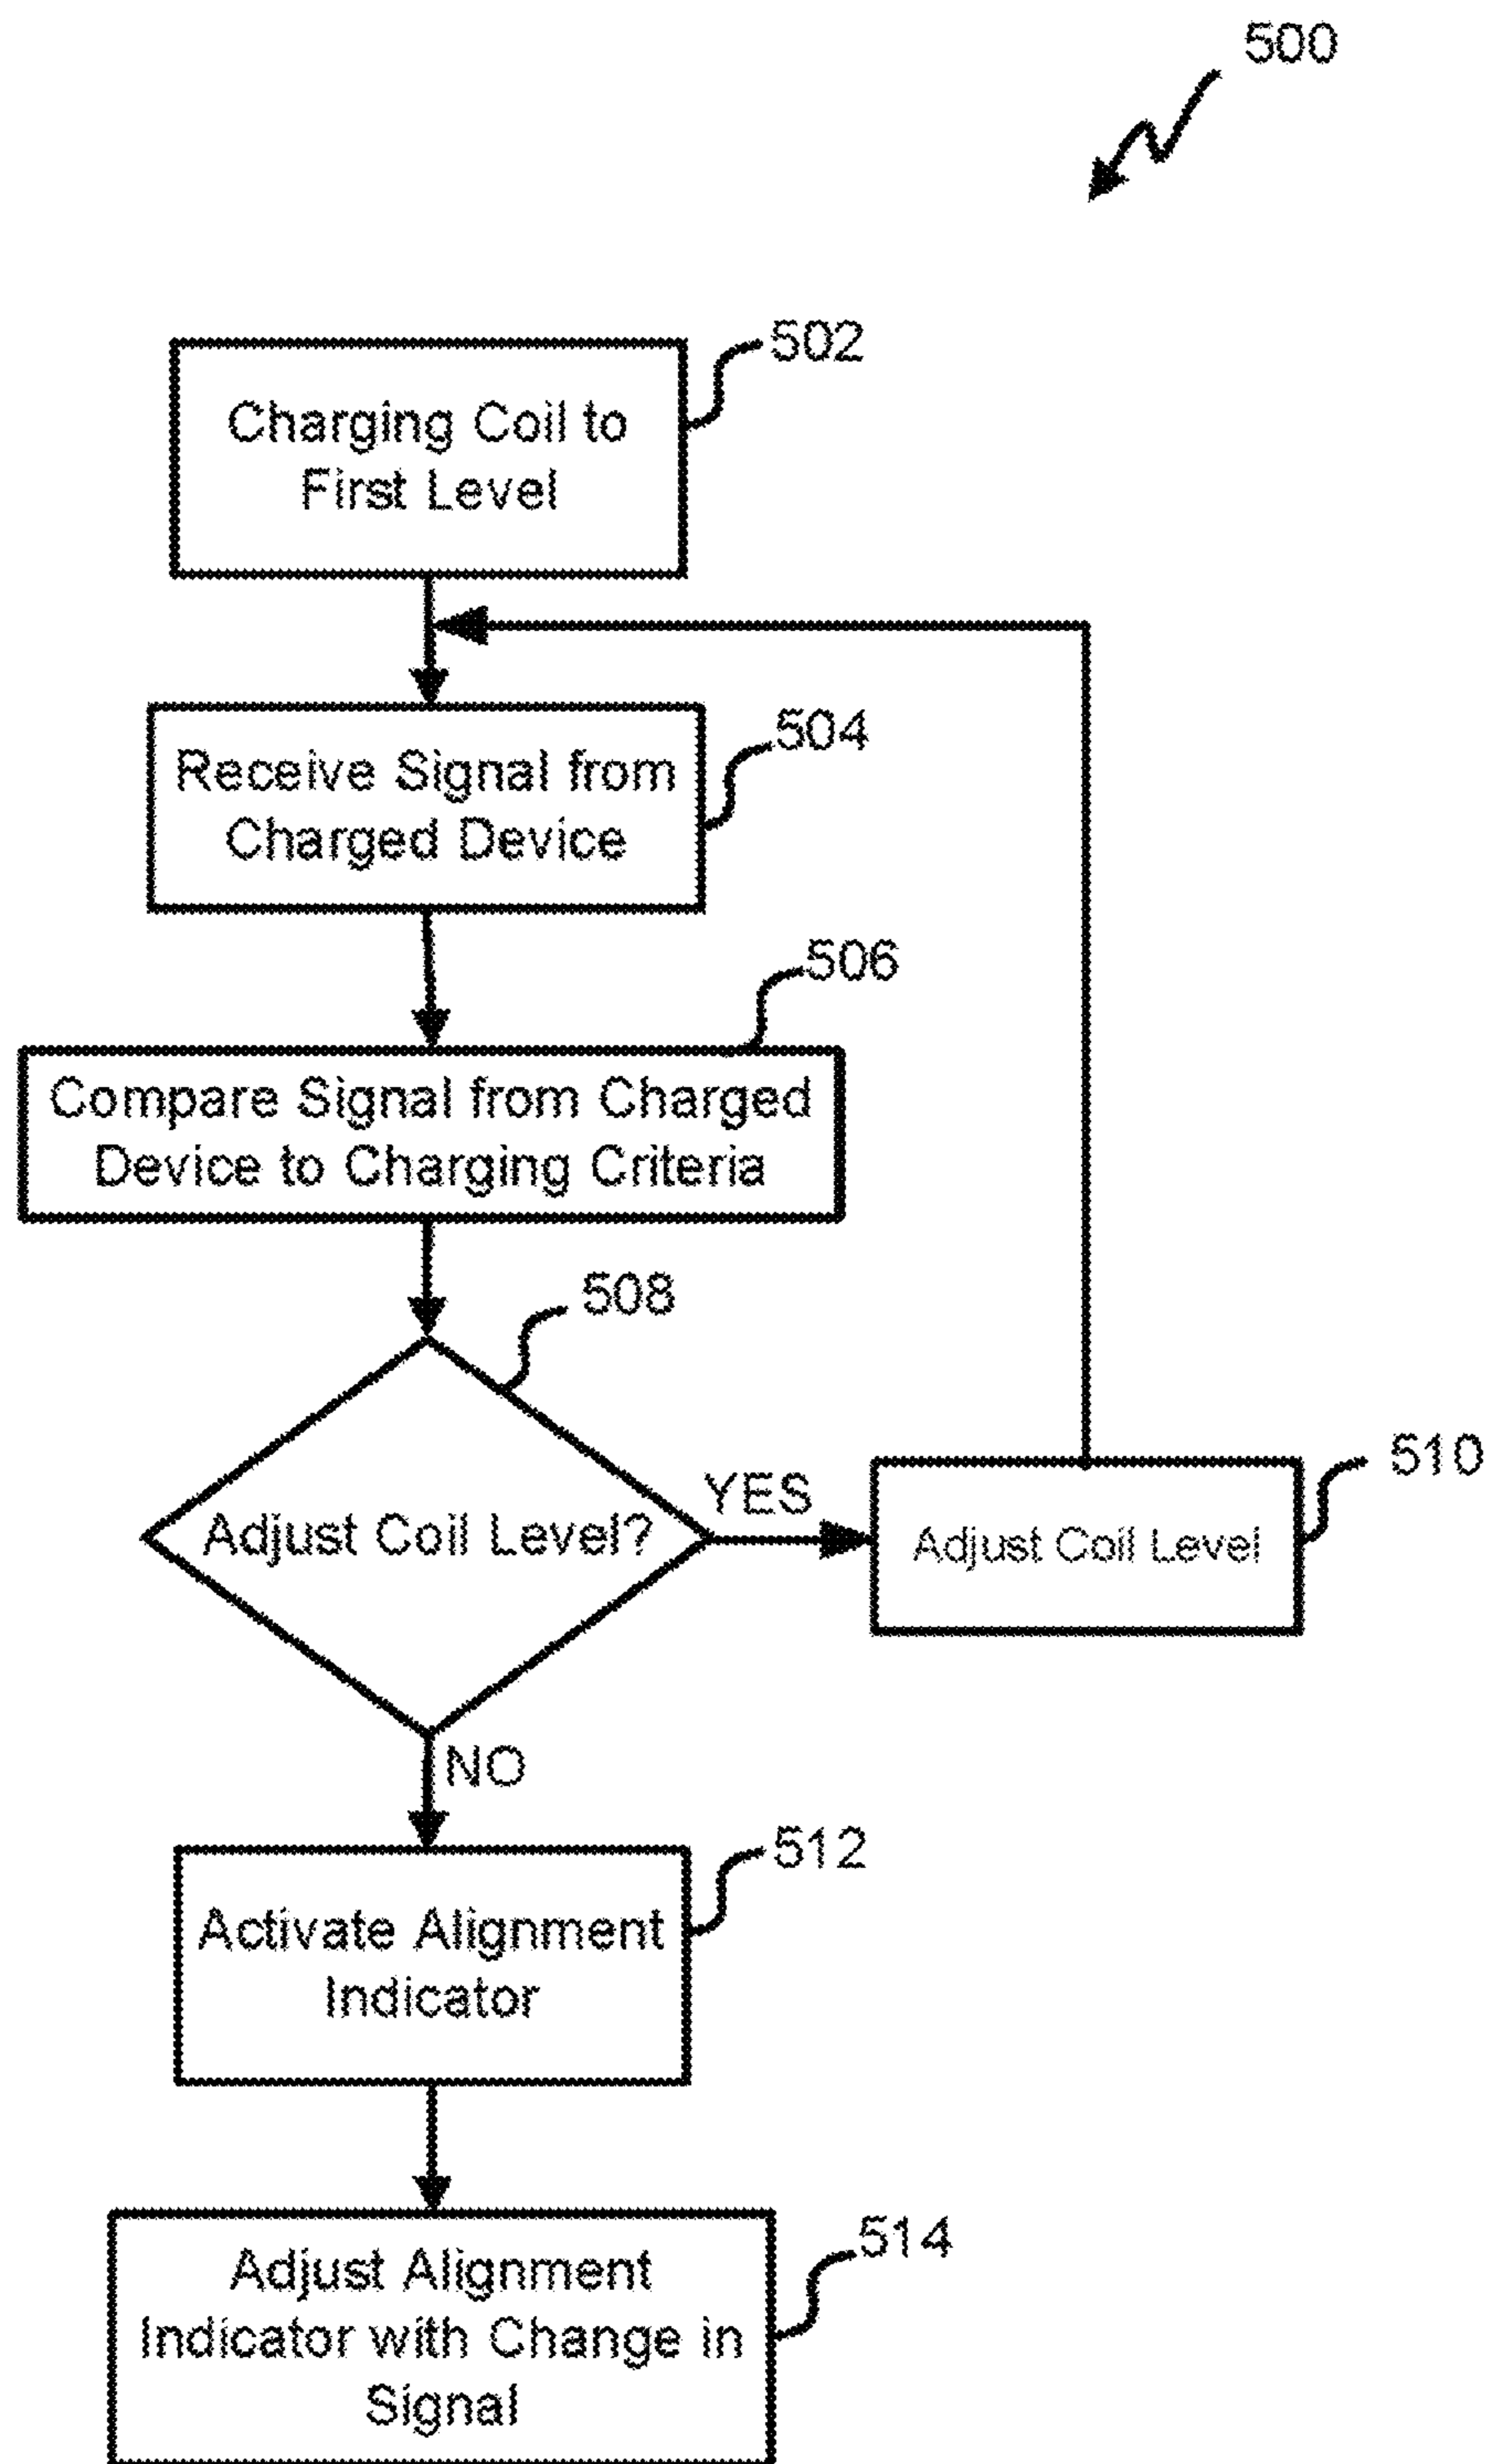 500
502
Charging Coil to
First Level
504
Receive Signal from
Charged Device
506
Compare Signal from Charged
Device to Charging Criteria
508
Adjust Coil Level?
YES
510
Adjust Coil Level
NO
512
Activate Alignment
Indicator
514
Adjust Alignment
Indicator with Change in
Signal